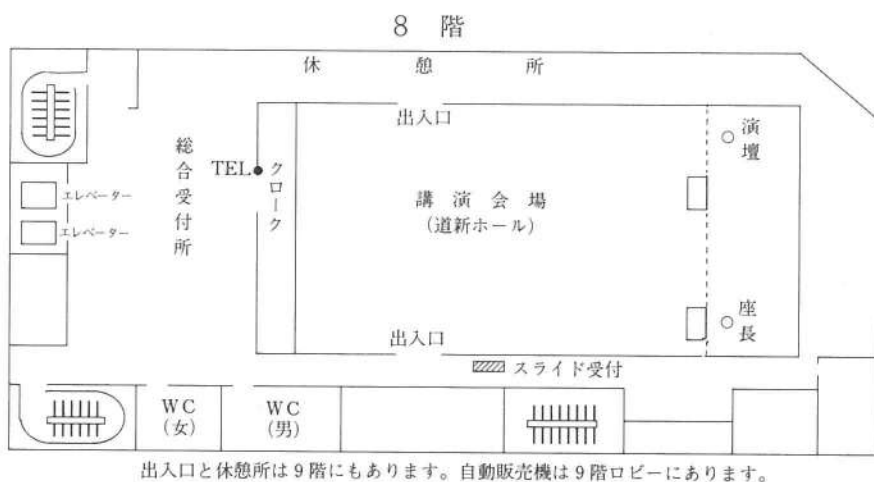 8 階
休憩所
出入口
演壇
総合受付所
TEL
クローク
エレベーター
エレベーター
講演会場
(道新ホール)
座長
出入口
スライド受付
WC
(女)
WC
(男)
出入口と休憩所は9階にもあります。自動販売機は9階ロビーにあります。